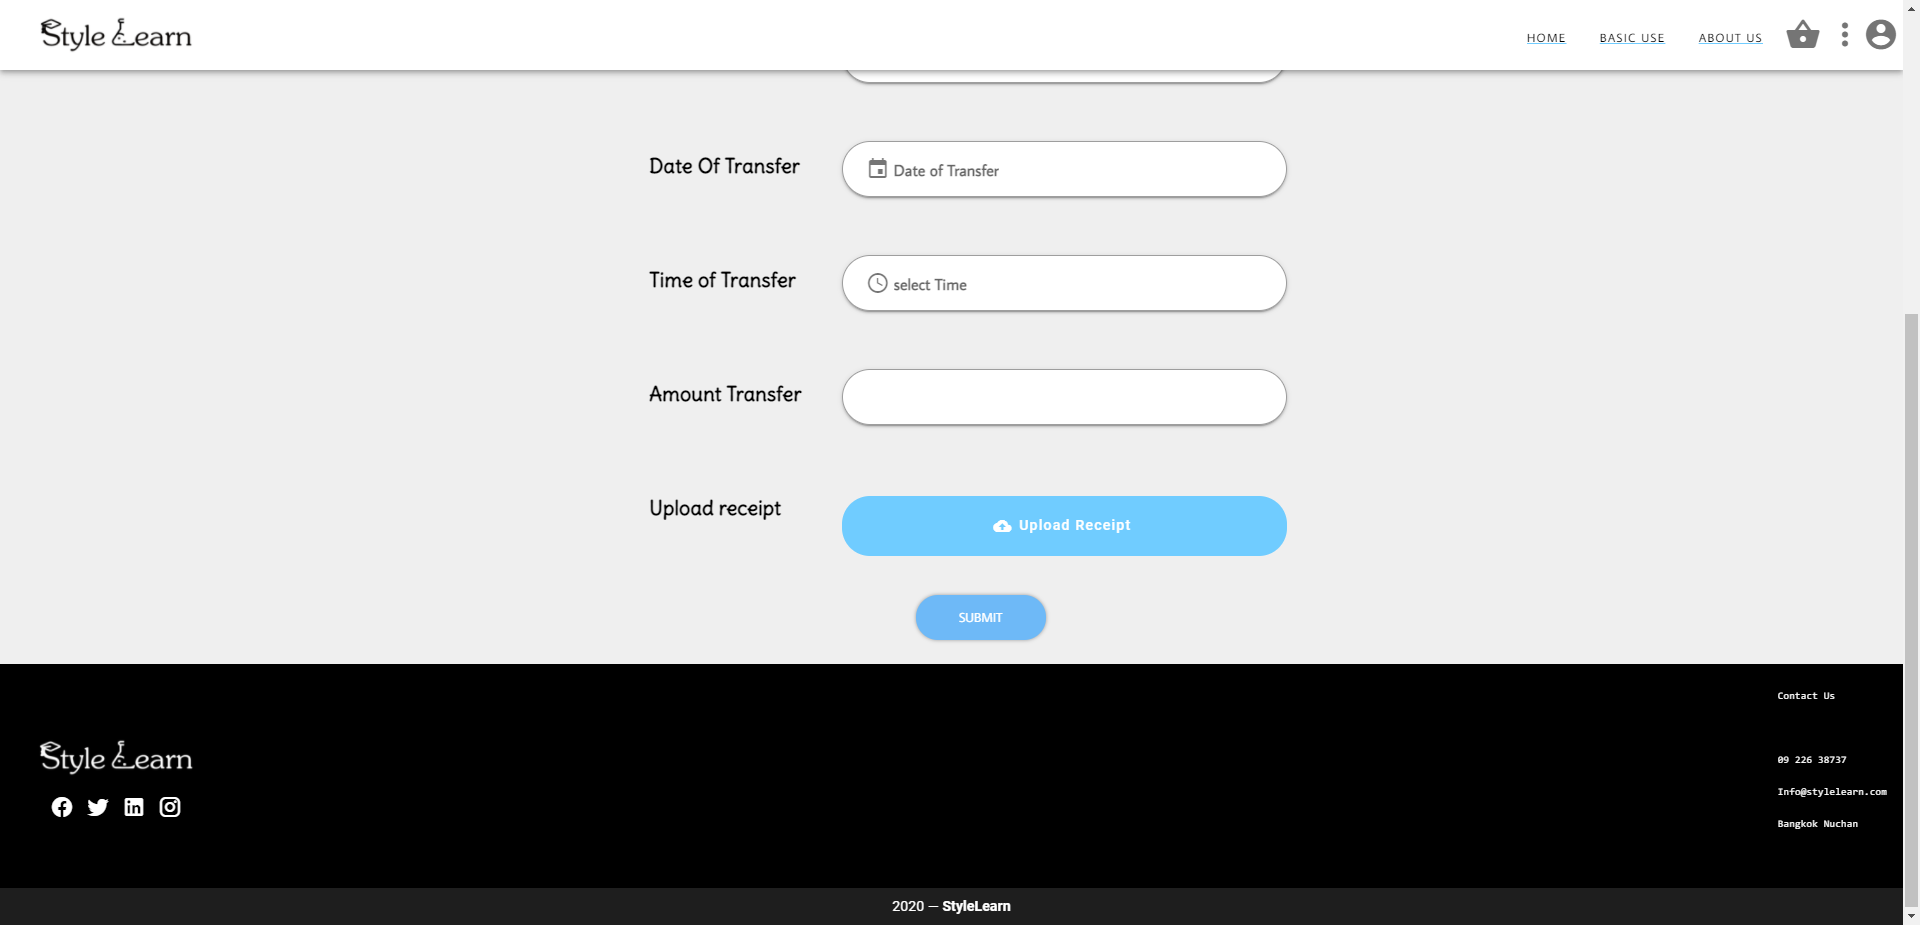 Style Learn
HOME
BASIC USE
ABOUT US
Date Of Transfer
Date of Transfer
Time of Transfer
select Time
Amount Transfer
Upload receipt
Upload Receipt
SUBMIT
Contact Us
Style Learn
09 226 38737
Info@stylelearn.com
Bangkok Nuchan
2020 — StyleLearn